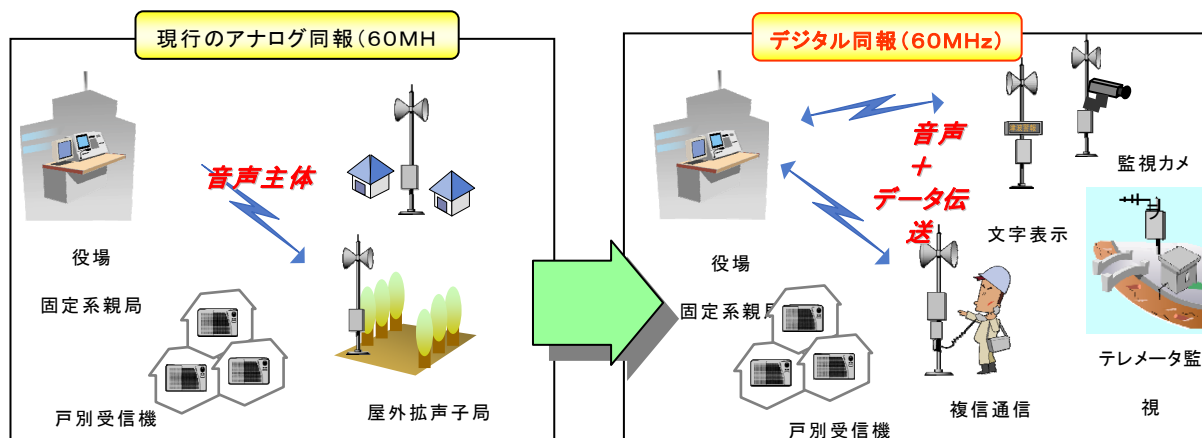 現行のアナログ同報(60MH
音声主体
役場
固定系親局
戸別受信機
屋外拡声子局
デジタル同報(60MHz)
音声
+
データ伝
送
監視カメ
文字表示
役場
固定系親局
テレメータ監
視
複信通信
戸別受信機